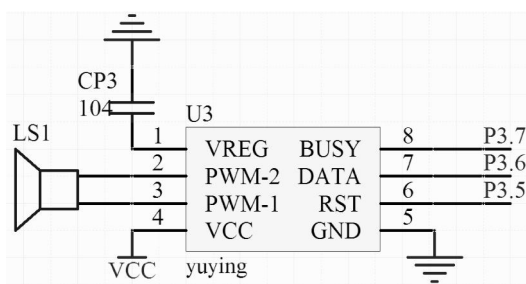 CP3
104
U3
LS1
1 VREG BUSY 8 P3.7
2 PWM-2 DATA 7 P3.6
3 PWM-1 RST 6 P3.5
4 VCC GND 5
VCC yuying